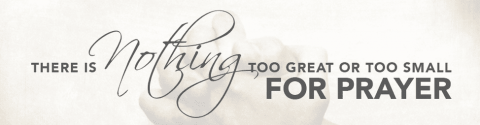 THERE IS Nothing TOO GREAT OR TOO SMALL
FOR PRAYER